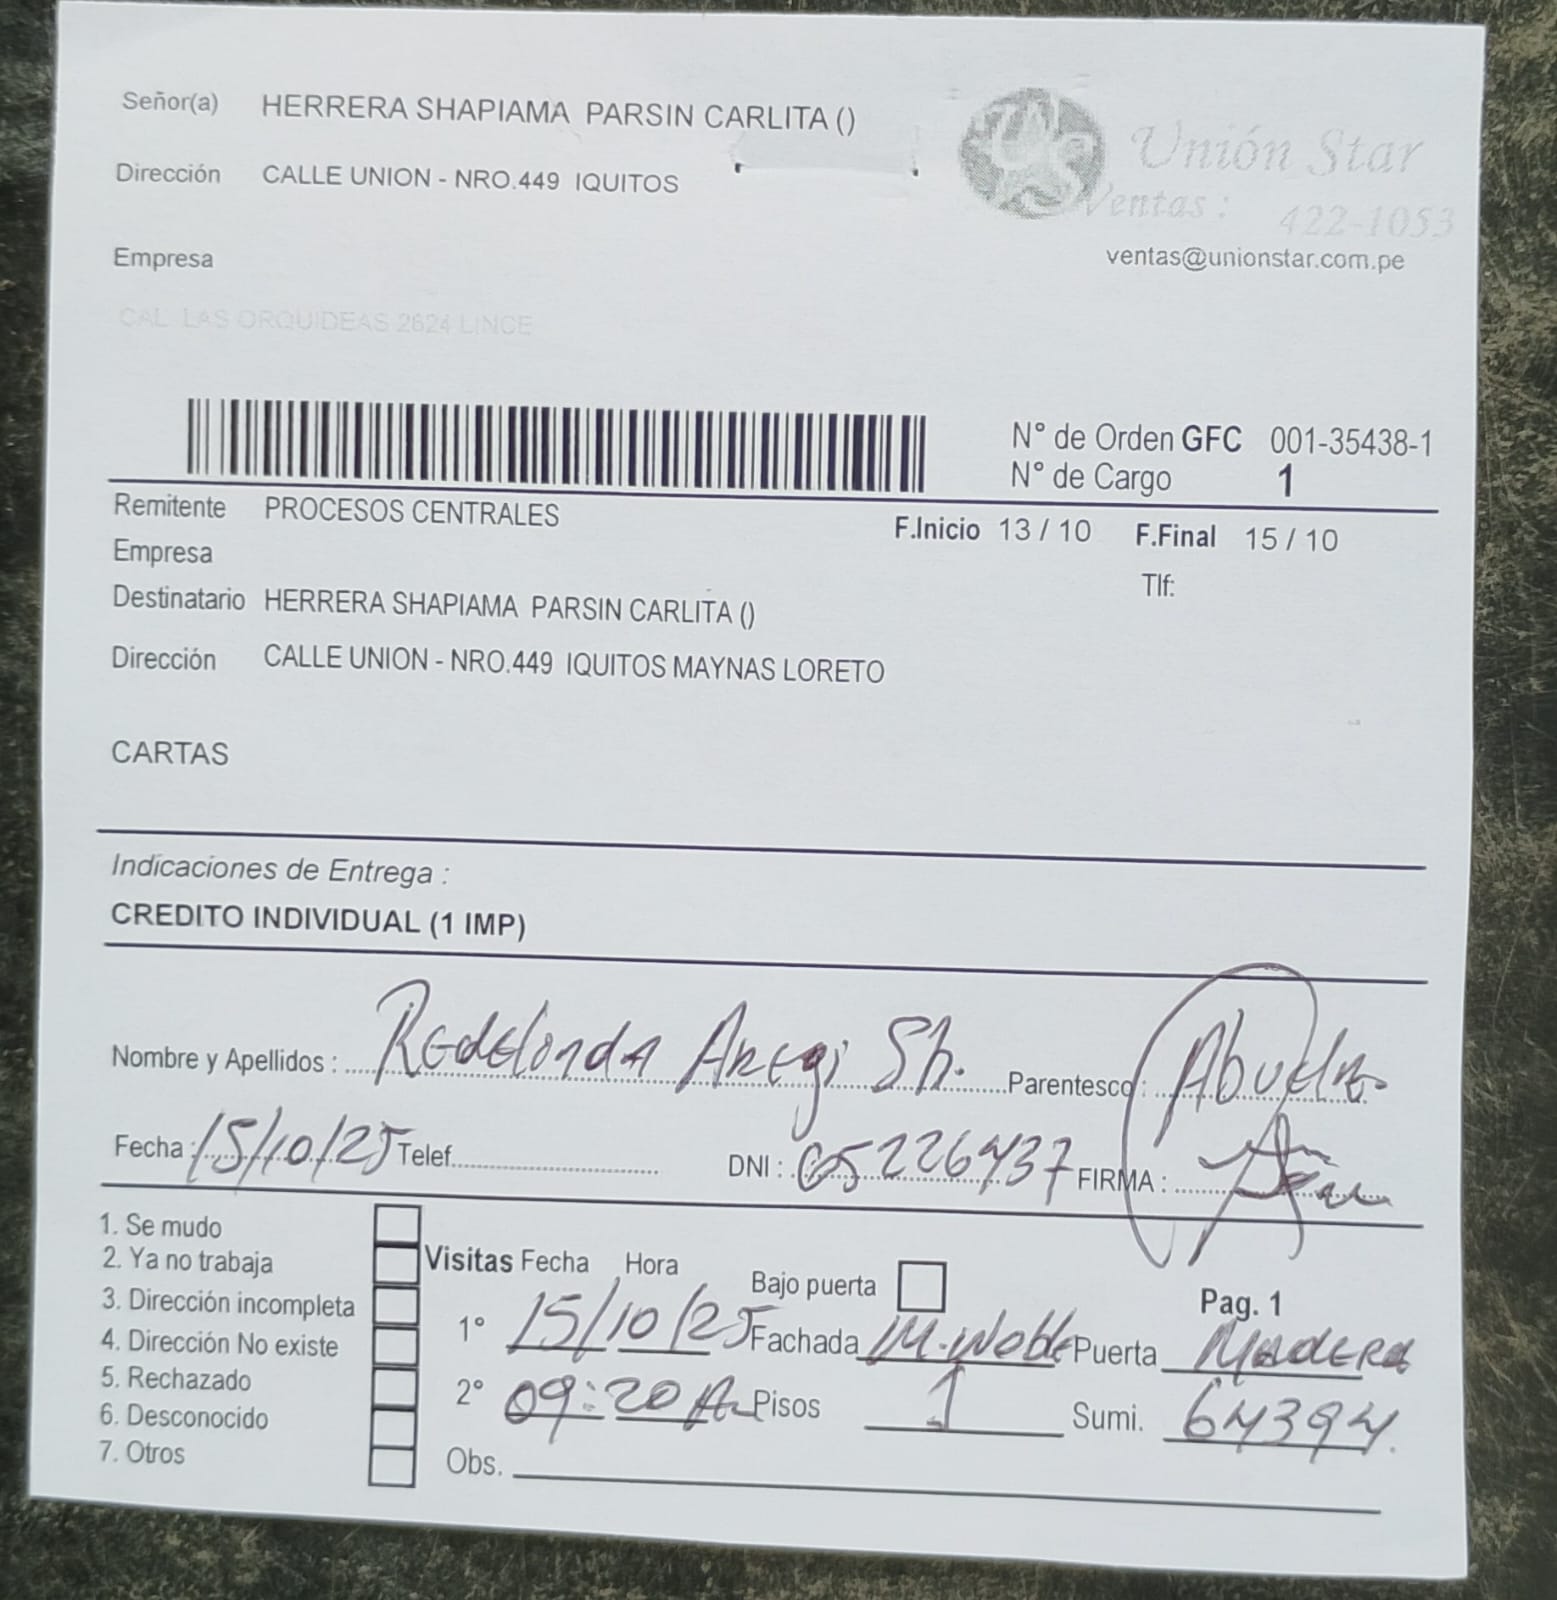 Señor(a) HERRERA SHAPIAMA PARSIN CARLITA ()
Unión Star
Dirección CALLE UNION - NRO.449 IQUITOS
Ventas : 422-1053
Empresa
ventas@unionstar.com.pe
CAL LAS ORQUIDEAS 2624 LINCE
N° de Orden GFC 001-35438-1
N° de Cargo 1
Remitente PROCESOS CENTRALES
F.Inicio 13 / 10 F.Final 15 / 10
Empresa
Tlf:
Destinatario HERRERA SHAPIAMA PARSIN CARLITA ()
Dirección CALLE UNION - NRO.449 IQUITOS MAYNAS LORETO
CARTAS
Indicaciones de Entrega :
CREDITO INDIVIDUAL (1 IMP)
Nombre y Apellidos : Sh. Parentesco : Abuela
Fecha : 15/10/25 Telef. DNI : 05226437 FIRMA :
1. Se mudo
2. Ya no trabaja
3. Dirección incompleta
4. Dirección No existe
5. Rechazado
6. Desconocido
7. Otros
Visitas Fecha Hora Bajo puerta Pag. 1
1° 15/10/25 Fachada M. Noble Puerta Madera
2° 09:20 A Pisos 1 Sumi. 64394.
Obs.